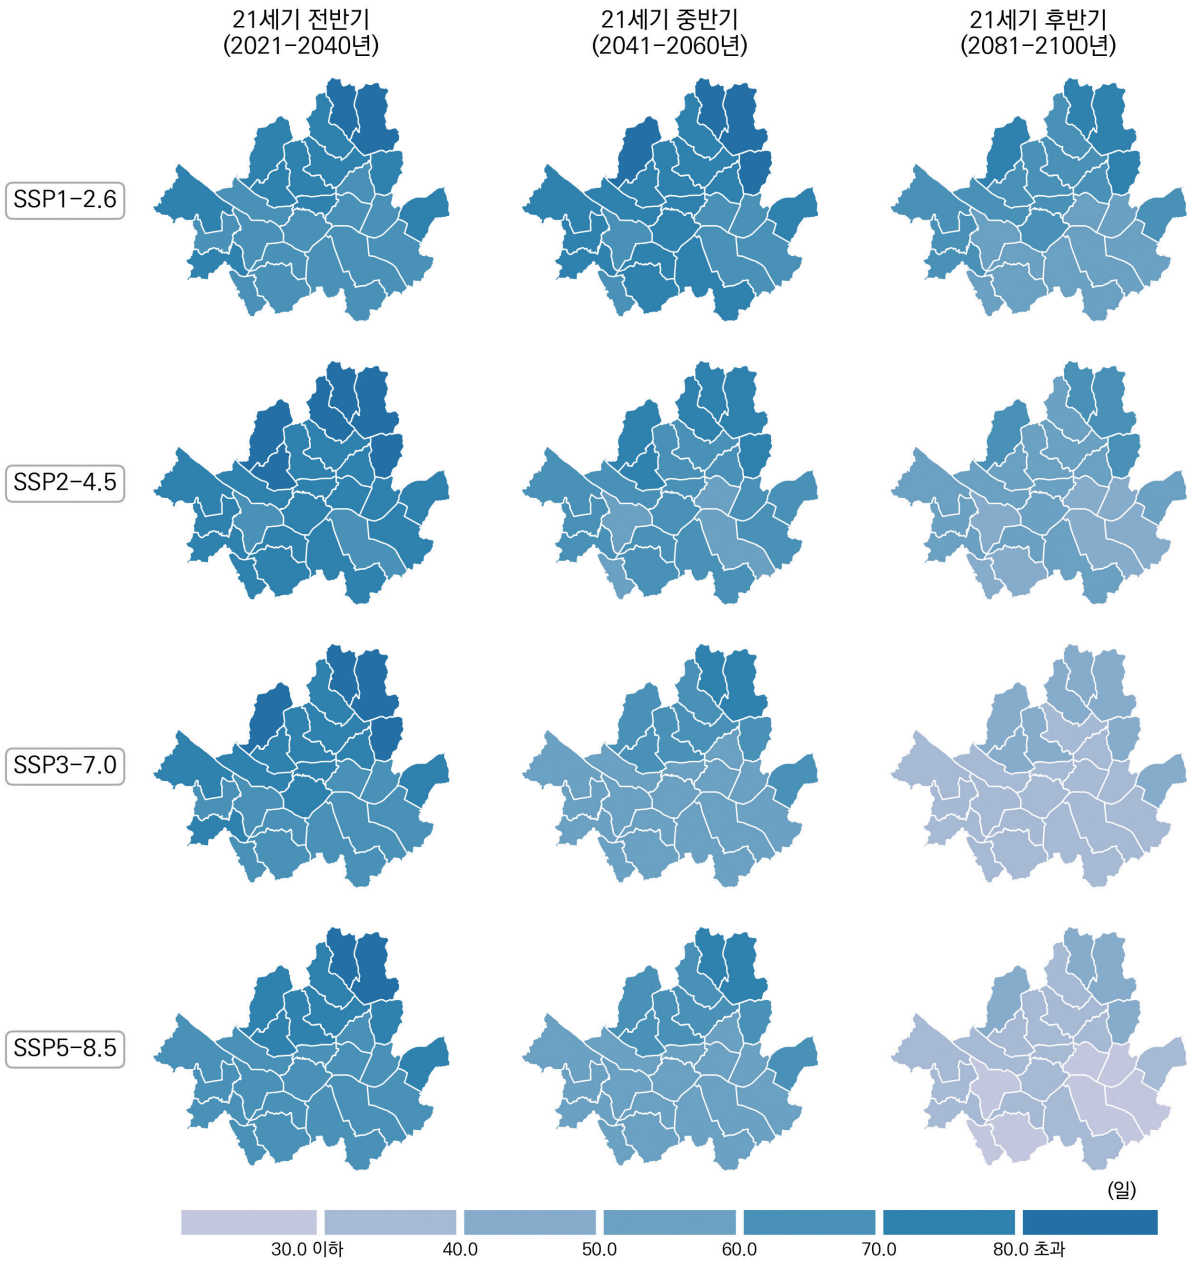 21세기 전반기
(2021-2040년)
21세기 중반기
(2041-2060년)
21세기 후반기
(2081-2100년)
SSP1-2.6
SSP2-4.5
SSP3-7.0
SSP5-8.5
(일)
30.0 이하
40.0
50.0
60.0
70.0
80.0 초과